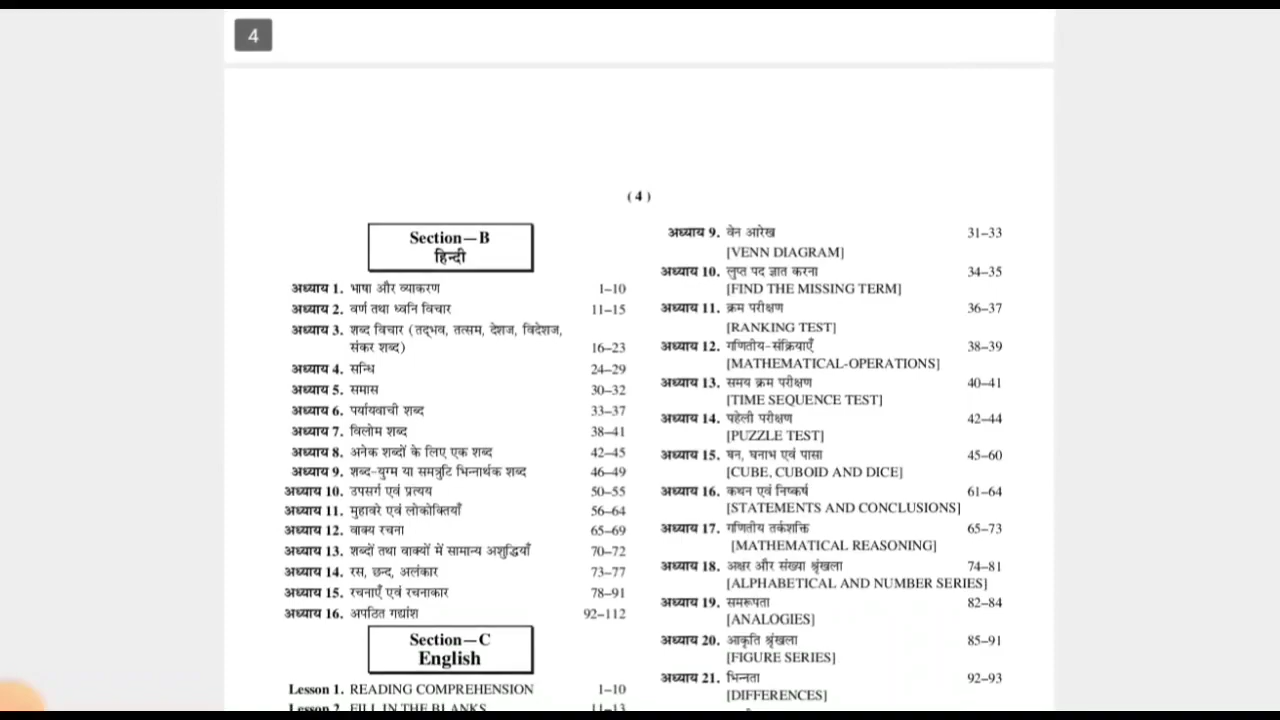 4
( 4 )
Section—B
हिन्दी
अध्याय 1. भाषा और व्याकरण 1–10
अध्याय 2. वर्ण तथा ध्वनि विचार 11–15
अध्याय 3. शब्द विचार (तद्भव, तत्सम, देशज, विदेशज,
संकर शब्द) 16–23
अध्याय 4. सन्धि 24–29
अध्याय 5. समास 30–32
अध्याय 6. पर्यायवाची शब्द 33–37
अध्याय 7. विलोम शब्द 38–41
अध्याय 8. अनेक शब्दों के लिए एक शब्द 42–45
अध्याय 9. शब्द-युग्म या समत्रुटि भिन्नार्थक शब्द 46–49
अध्याय 10. उपसर्ग एवं प्रत्यय 50–55
अध्याय 11. मुहावरे एवं लोकोक्तियाँ 56–64
अध्याय 12. वाक्य रचना 65–69
अध्याय 13. शब्दों तथा वाक्यों में सामान्य अशुद्धियाँ 70–72
अध्याय 14. रस, छन्द, अलंकार 73–77
अध्याय 15. रचनाएँ एवं रचनाकार 78–91
अध्याय 16. अपठित गद्यांश 92–112
Section—C
English
Lesson 1. READING COMPREHENSION 1–10
Lesson 2. FILL IN THE BLANKS 11–13
अध्याय 9. वेन आरेख 31–33
[VENN DIAGRAM]
अध्याय 10. लुप्त पद ज्ञात करना 34–35
[FIND THE MISSING TERM]
अध्याय 11. क्रम परीक्षण 36–37
[RANKING TEST]
अध्याय 12. गणितीय-संक्रियाएँ 38–39
[MATHEMATICAL-OPERATIONS]
अध्याय 13. समय क्रम परीक्षण 40–41
[TIME SEQUENCE TEST]
अध्याय 14. पहेली परीक्षण 42–44
[PUZZLE TEST]
अध्याय 15. घन, घनाभ एवं पासा 45–60
[CUBE, CUBOID AND DICE]
अध्याय 16. कथन एवं निष्कर्ष 61–64
[STATEMENTS AND CONCLUSIONS]
अध्याय 17. गणितीय तर्कशक्ति 65–73
[MATHEMATICAL REASONING]
अध्याय 18. अक्षर और संख्या श्रृंखला 74–81
[ALPHABETICAL AND NUMBER SERIES]
अध्याय 19. समरूपता 82–84
[ANALOGIES]
अध्याय 20. आकृति श्रृंखला 85–91
[FIGURE SERIES]
अध्याय 21. भिन्नता 92–93
[DIFFERENCES]